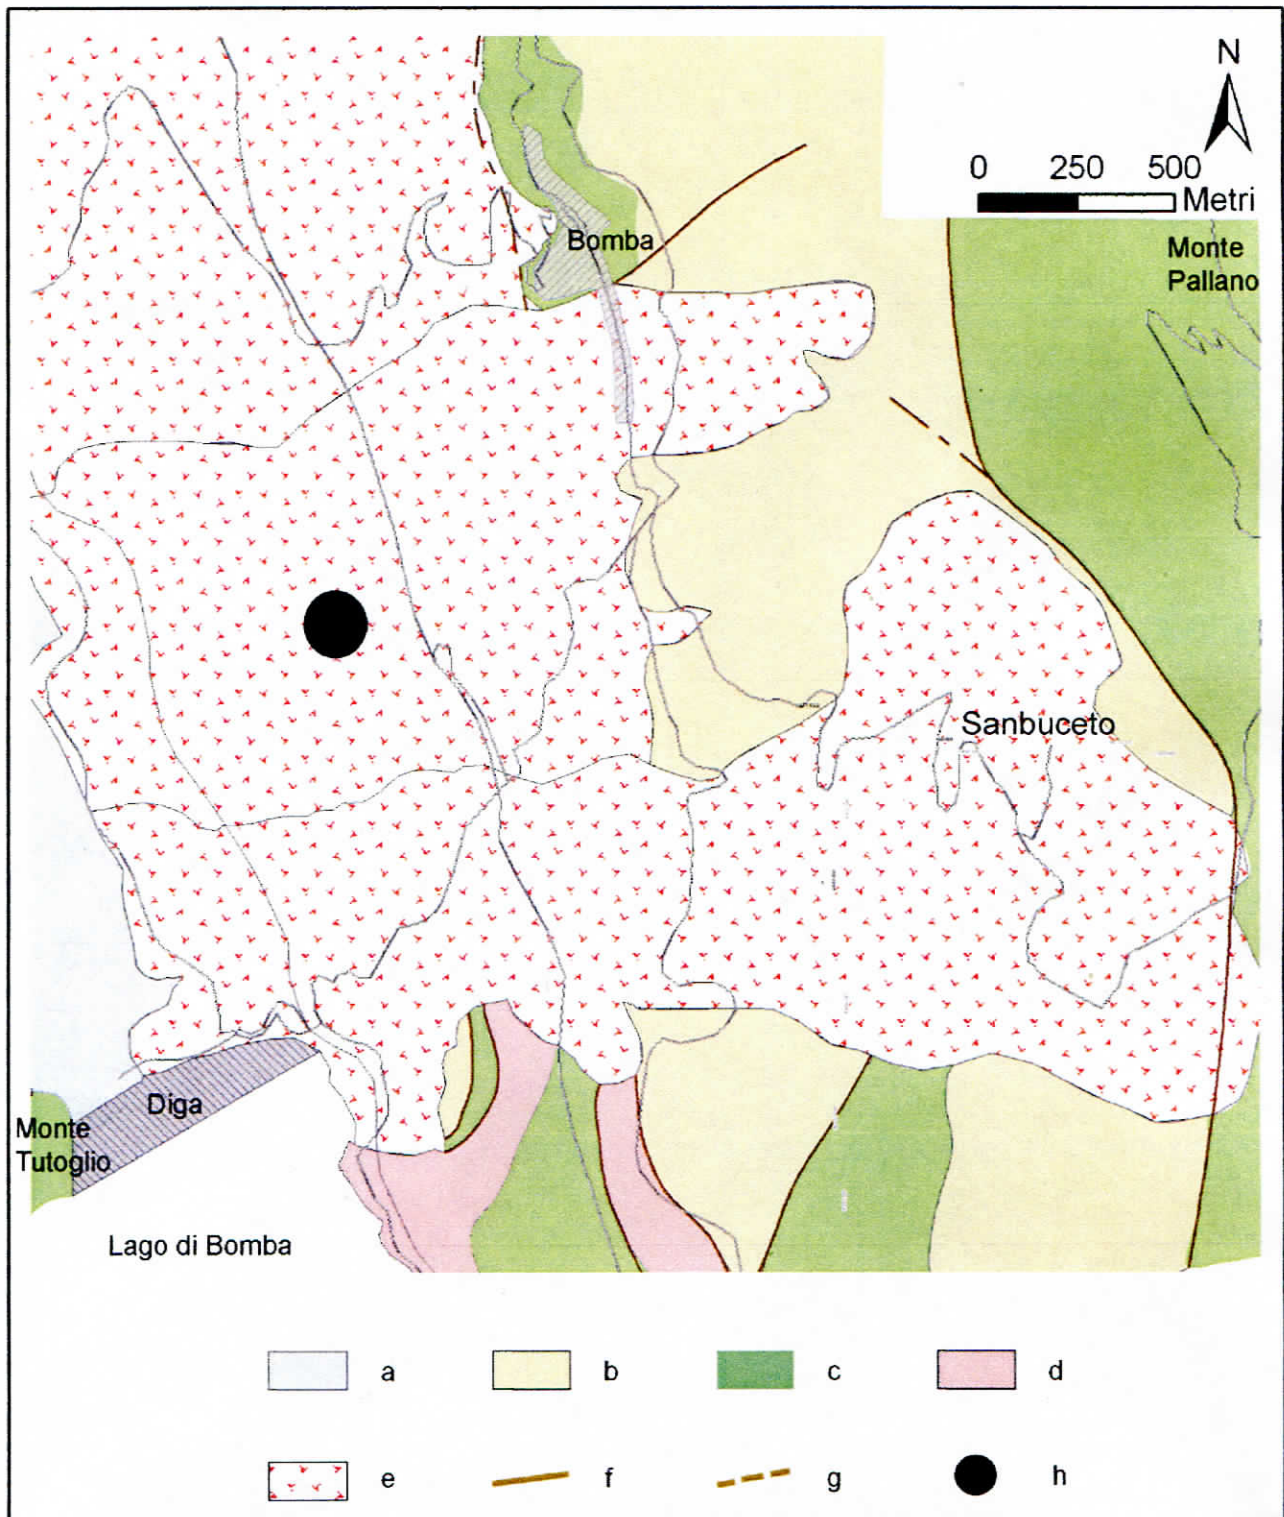 N
0 250 500
Metri
Bomba
Monte
Pallano
Sanbuceto
Diga
Monte
Tutoglio
Lago di Bomba
a b c d
e f g h